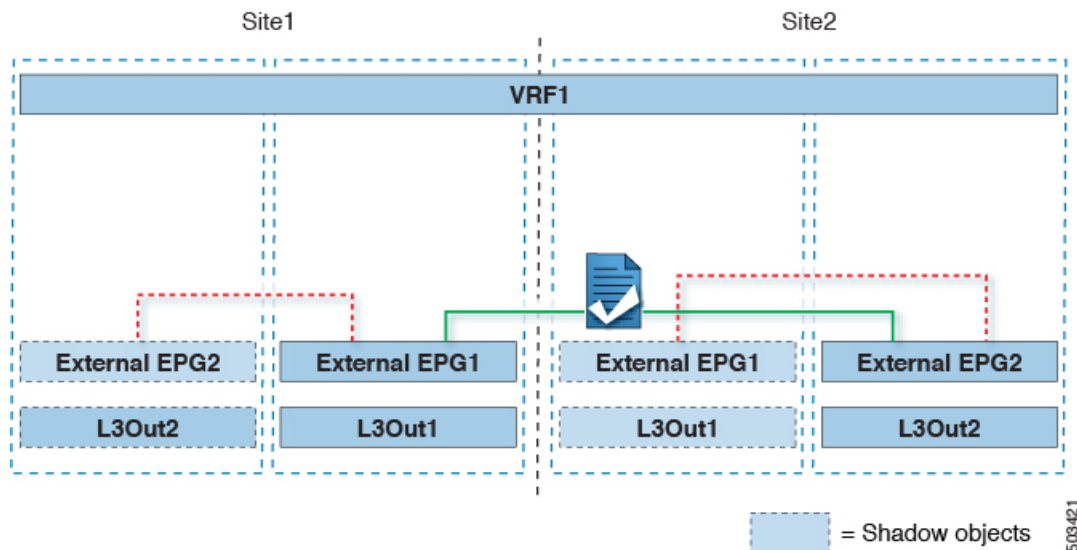 Site1
Site2
VRF1
External EPG2
External EPG1
External EPG1
External EPG2
L3Out2
L3Out1
L3Out1
L3Out2
= Shadow objects
503421